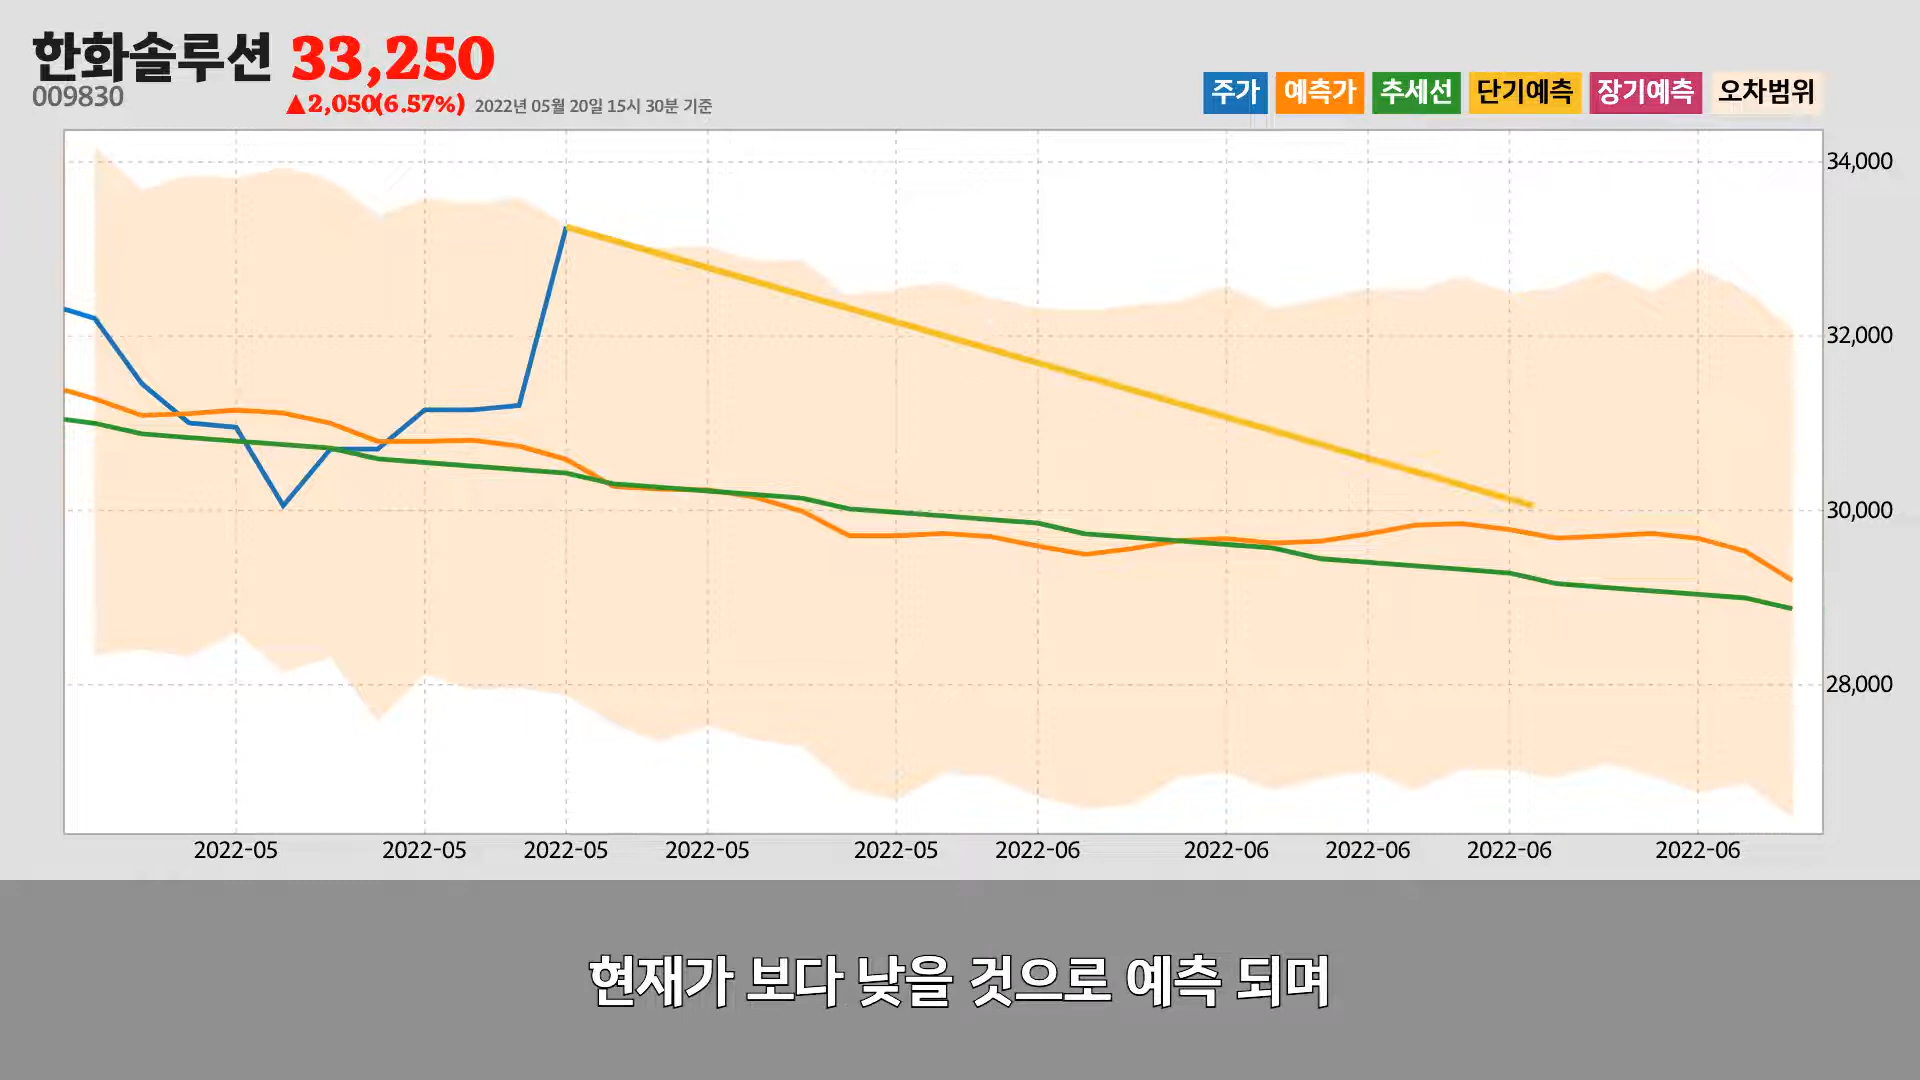 한화솔루션 33,250
009830 ▲2,050(6.57%) 2022년 05월 20일 15시 30분 기준
주가 예측가 추세선 단기예측 장기예측 오차범위
34,000
32,000
30,000
28,000
2022-05 2022-05 2022-05 2022-05 2022-05 2022-06 2022-06 2022-06 2022-06 2022-06
현재가 보다 낮을 것으로 예측 되며